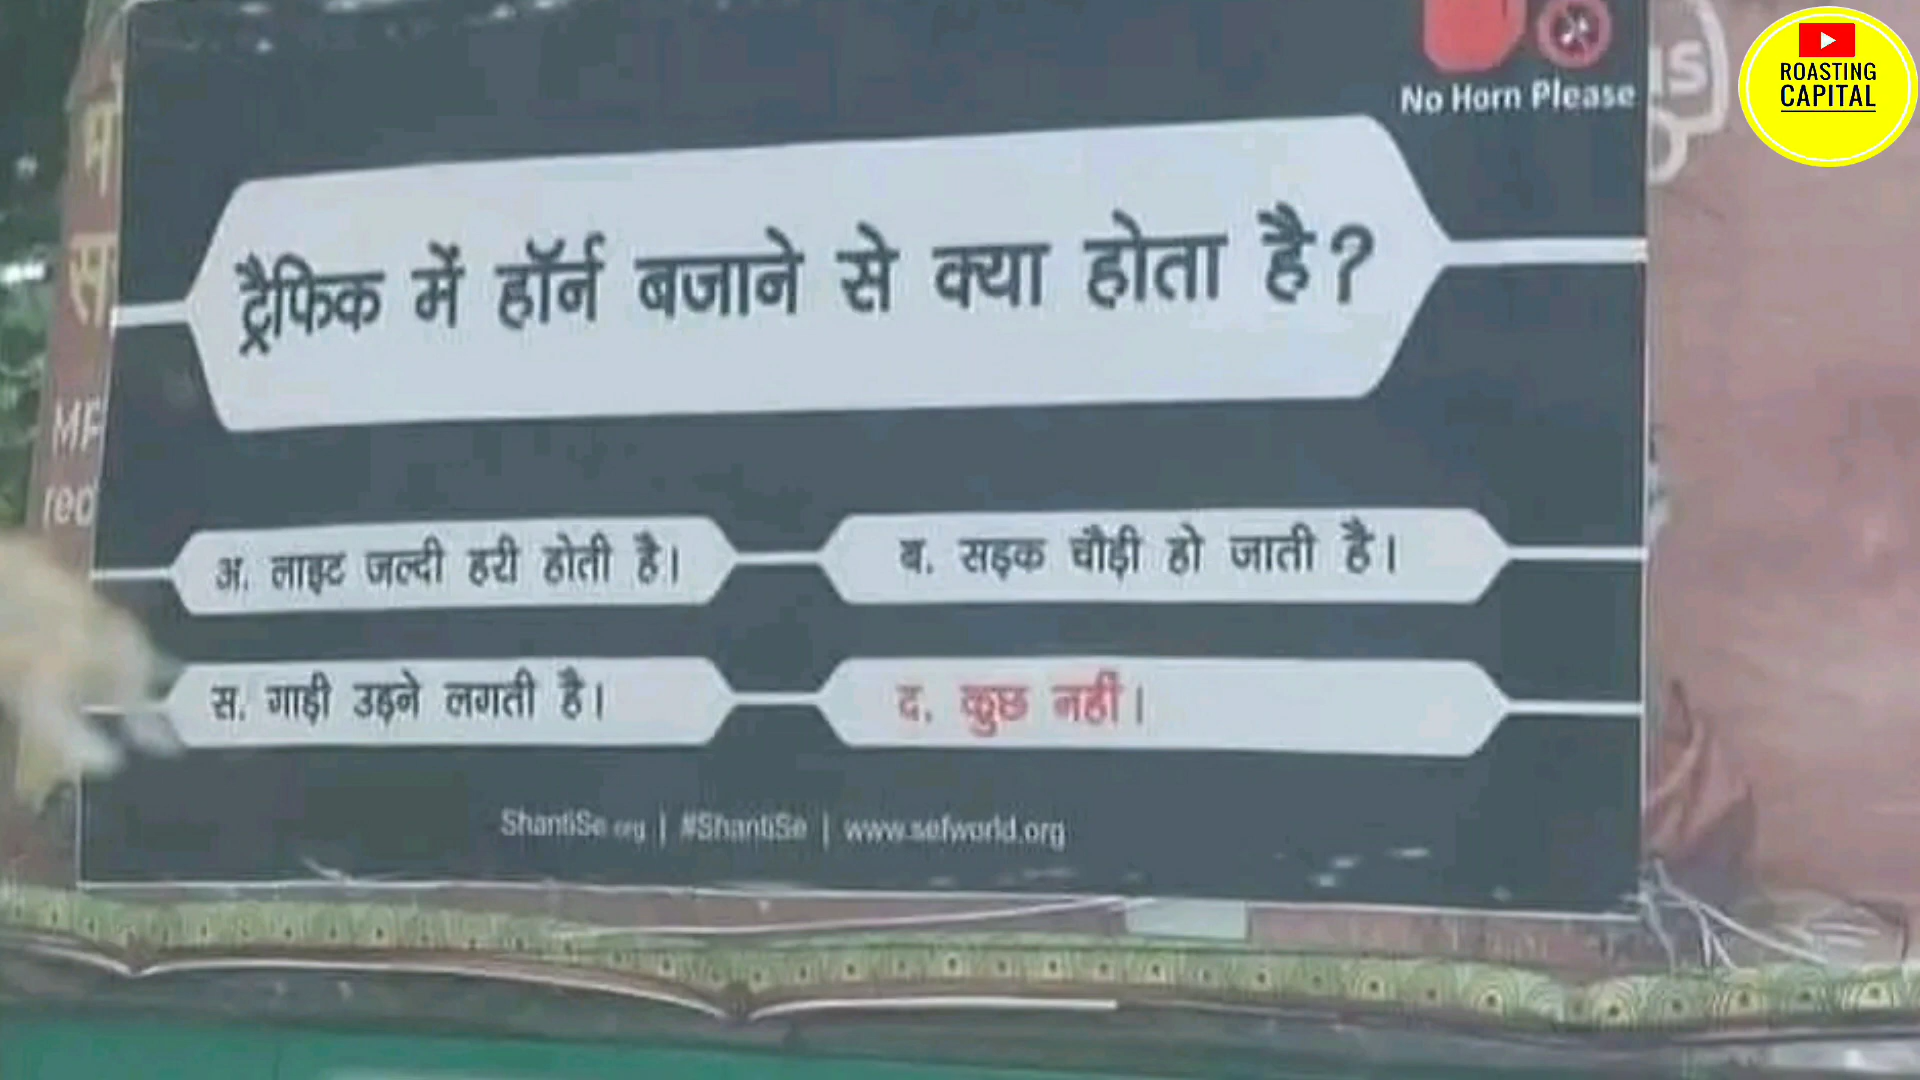 ROASTING
CAPITAL
No Horn Please
ट्रैफिक में हॉर्न बजाने से क्या होता है?
अ. लाइट जल्दी हरी होती है।
ब. सड़क चौड़ी हो जाती है।
स. गाड़ी उड़ने लगती है।
द. कुछ नहीं।
ShantiSe.org | #ShantiSe | www.sefworld.org